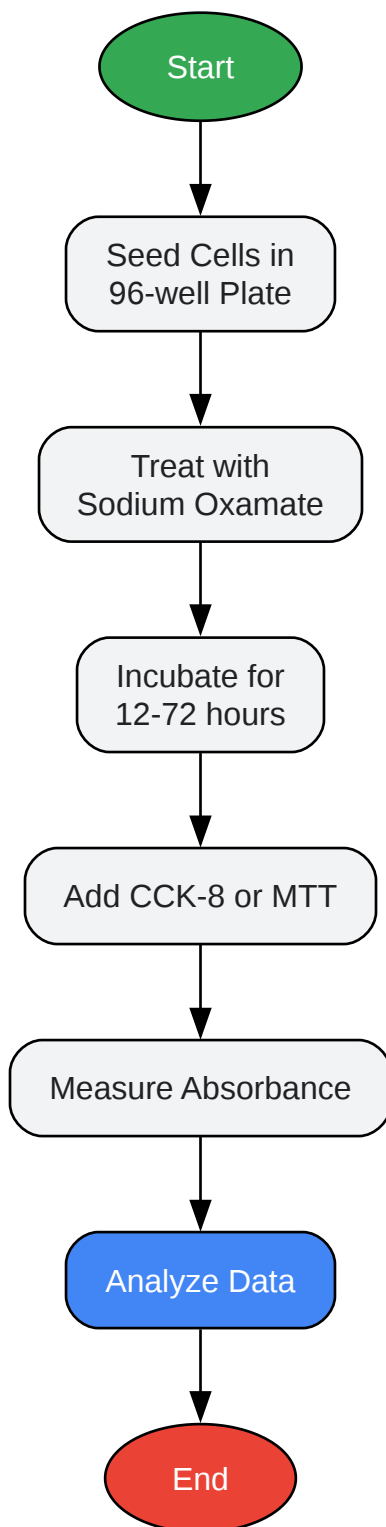 Start
Seed Cells in
96-well Plate
Treat with
Sodium Oxamate
Incubate for
12-72 hours
Add CCK-8 or MTT
Measure Absorbance
Analyze Data
End